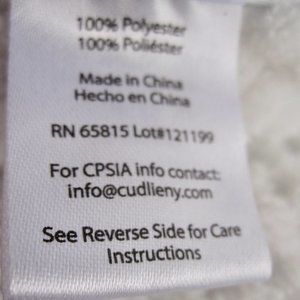 100% Polyester
100% Poliéster
Made in China
Hecho en China
RN 65815 Lot#121199
For CPSIA info contact:
info@cudlieny.com
See Reverse Side for Care
Instructions